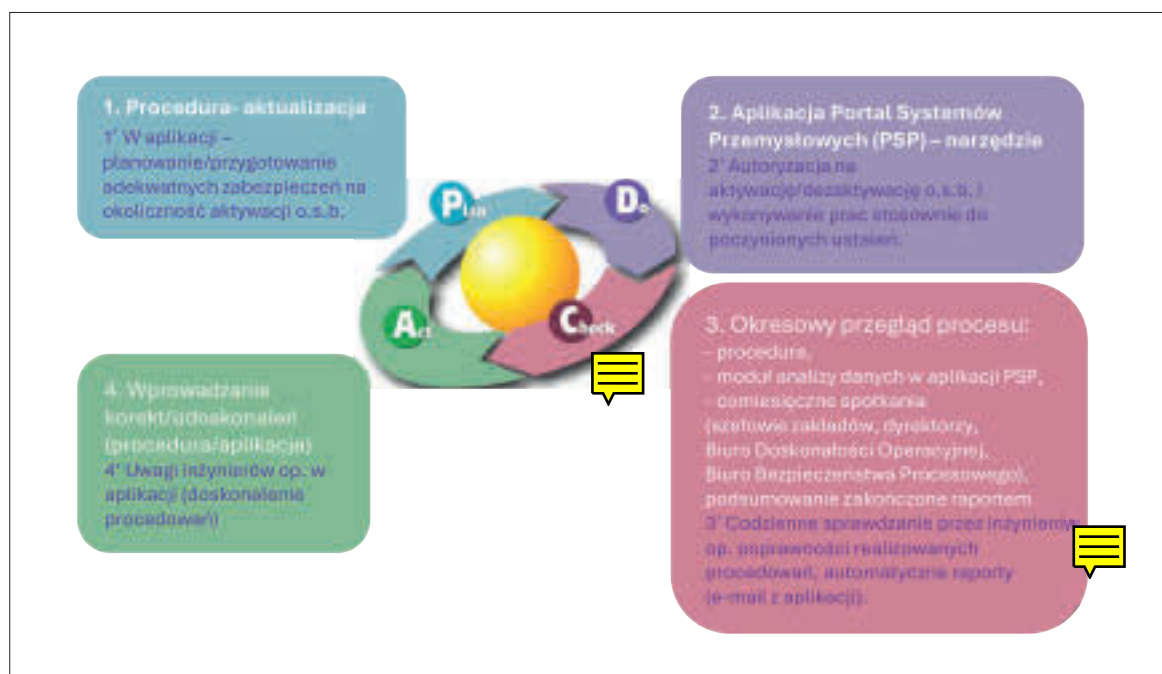 1. Procedura- aktualizacja
1' W aplikacji –
planowanie/przygotowanie
adekwatnych zabezpieczeń na
okoliczność aktywacji o.s.b.
2. Aplikacja Portal Systemów
Przemysłowych (PSP) – narzędzie
2' Autoryzacja na
aktywację/dezaktywację o.s.b. i
wykonywanie prac stosownie do
poczynionych ustaleń.
Plan
Do
Check
Act
3. Okresowy przegląd procesu:
- procedura,
- moduł analizy danych w aplikacji PSP,
- comiesięczne spotkania
(szefowie zakładów, dyrektorzy,
Biuro Doskonałości Operacyjnej,
Biuro Bezpieczeństwa Procesowego),
podsumowanie zakończone raportem
3' Codzienne sprawdzanie przez inżynierów
op. poprawności realizowanych
procedowań, automatyczne raporty
(e-mail z aplikacji).
4. Wprowadzanie
korekt/udoskonaleń
(procedura/aplikacja)
4' Uwagi inżynierów op. w
aplikacji (doskonalenie
procedowań)